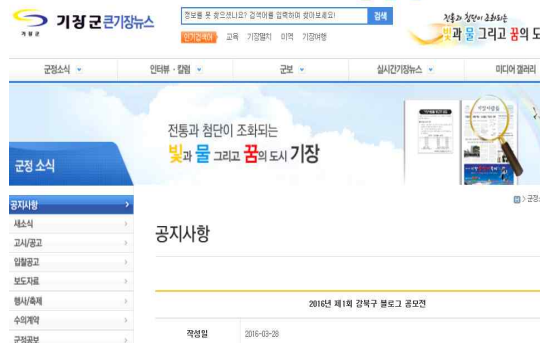 기장군 큰기장뉴스
기장군
정보를 못 찾으셨나요? 검색어를 입력하며 찾아보세요!
검색
인기검색어
교육 기장멸치 미역 기장여행
전통과 첨단이 조화되는
빛과 물 그리고 꿈의 도
군정소식
인터뷰 · 칼럼
군보
실시간기장뉴스
미디어갤러리
전통과 첨단이 조화되는
빛과 물 그리고 꿈의 도시 기장
군정 소식
공지사항
새소식
고시/공고
입찰공고
보도자료
행사/축제
수의계약
군정공보
H > 군정
공지사항
2016년 제1회 강북구 블로그 공모전
작성일
2016-03-28